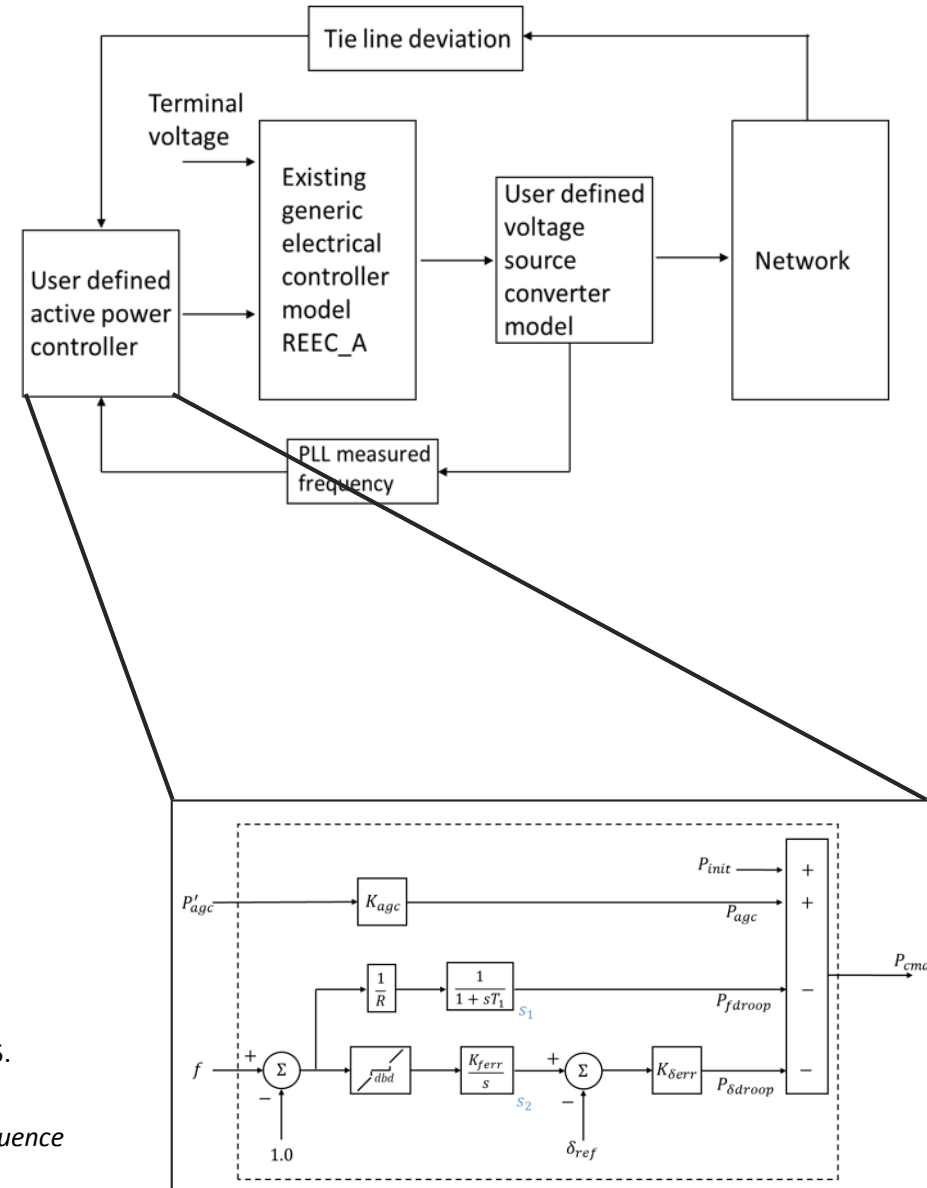 Tie line deviation
Terminal
voltage
Existing
generic
electrical
controller
model
REEC_A
User defined
voltage
source
converter
model
Network
User defined
active power
controller
PLL measured
frequency
P_init
+
P'_agc
K_agc
P_agc
+
1/R
1/(1 + sT_1)
s_1
P_fdroop
−
P_cmd
f
+
Σ
−
1.0
dbd
K_ferr/s
s_2
+
Σ
−
δ_ref
K_δerr
P_δdroop
−
s.
uence